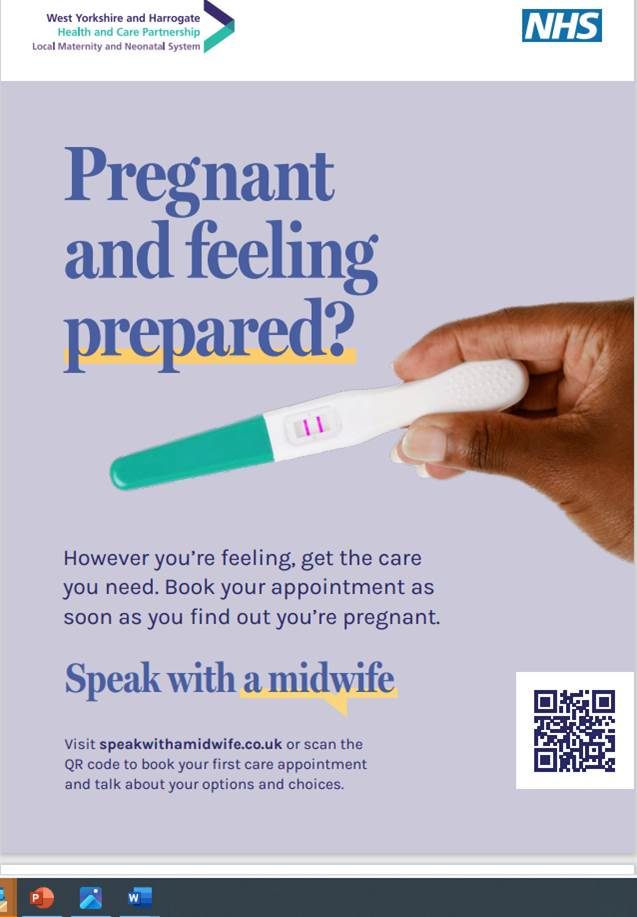 West Yorkshire and Harrogate
Health and Care Partnership
Local Maternity and Neonatal System
NHS
Pregnant
and feeling
prepared?
However you’re feeling, get the care
you need. Book your appointment as
soon as you find out you’re pregnant.
Speak with a midwife
Visit speakwithamidwife.co.uk or scan the
QR code to book your first care appointment
and talk about your options and choices.
P
W